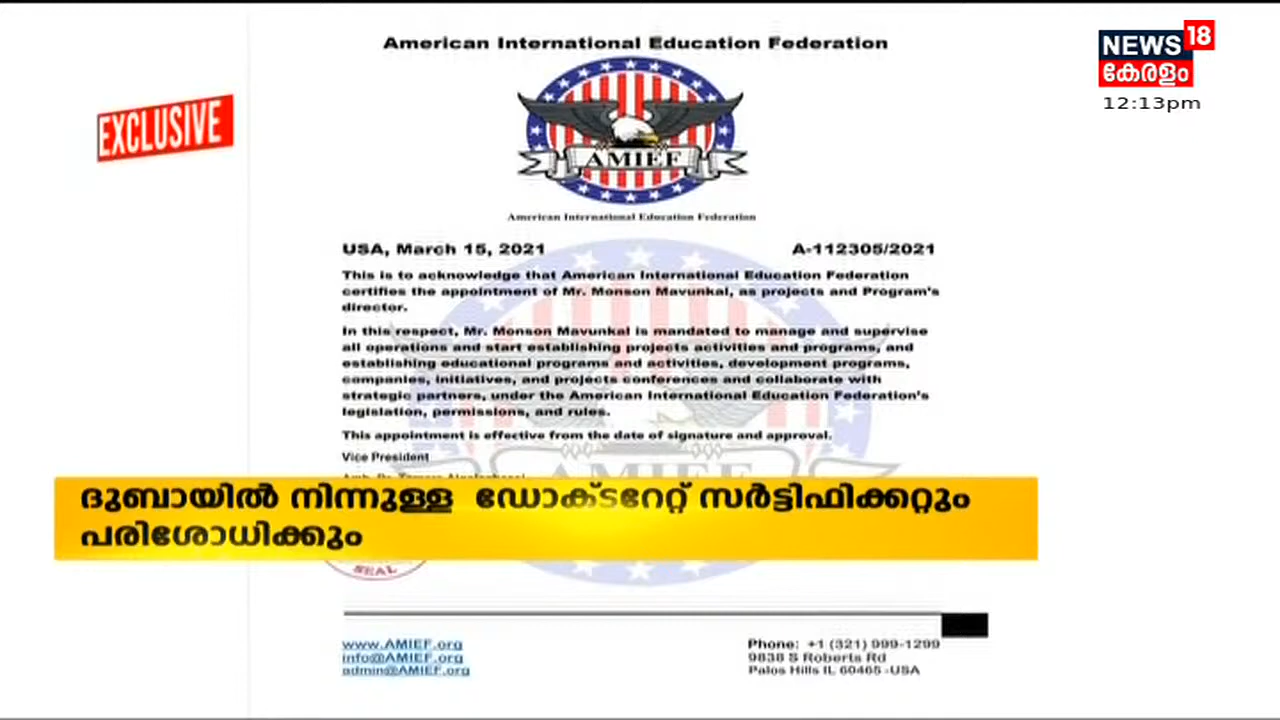 American International Education Federation
NEWS 18
കേരളം
12:13pm
EXCLUSIVE
AMIEF
American International Education Federation
USA, March 15, 2021
A-112305/2021
This is to acknowledge that American International Education Federation
certifies the appointment of Mr. Monson Mavunkal, as projects and Program's
director.
In this respect, Mr. Monson Mavunkal is mandated to manage and supervise
all operations and start establishing projects activities and programs, and
establishing educational programs and activities, development programs,
companies, initiatives, and projects conferences and collaborate with
strategic partners, under the American International Education Federation's
legislation, permissions, and rules.
This appointment is effective from the date of signature and approval.
Vice President
AMIEF
ദുബായിൽ നിന്നുള്ള ഡോക്ടറേറ്റ് സർട്ടിഫിക്കറ്റും
പരിശോധിക്കും
SEAL
www.AMIEF.org
info@AMIEF.org
admin@AMIEF.org
Phone: +1 (321) 999-1299
9838 S Roberts Rd
Palos Hills IL 60465 -USA